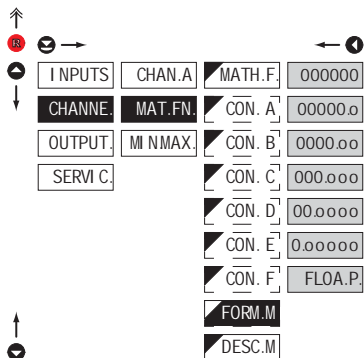 R
INPUTS CHAN.A MATH.F. 000000
CHANNE. MAT.FN. CON. A 00000.o
OUTPUT. MINMAX. CON. B 0000.oo
SERVIC. CON. C 000.ooo
CON. D 00.oooo
CON. E 0.ooooo
CON. F FLOA.P.
FORM.M
DESC.M